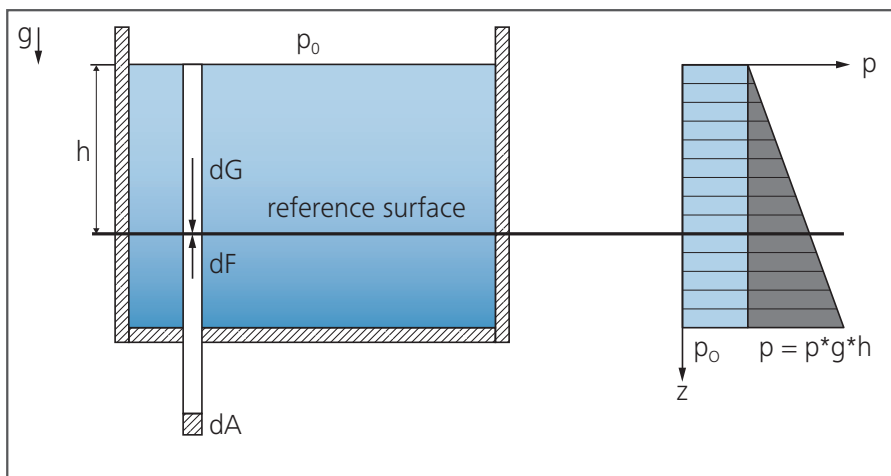 g
p₀
p
h
dG
reference surface
dF
p₀ p = p*g*h
z
dA